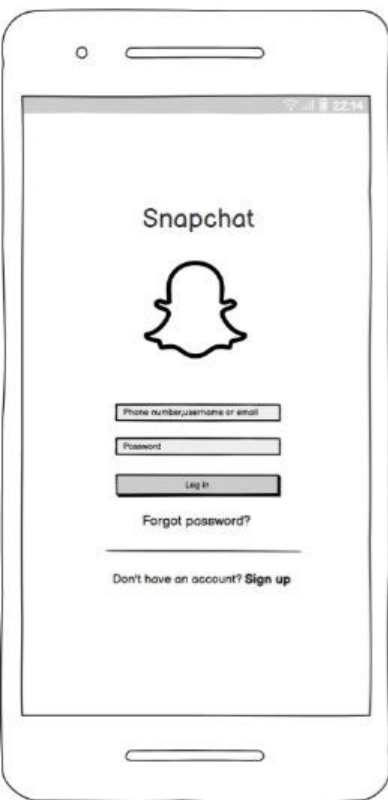 22:14
Snapchat
Phone number,username or email
Password
Log in
Forgot password?
Don't have an account? Sign up